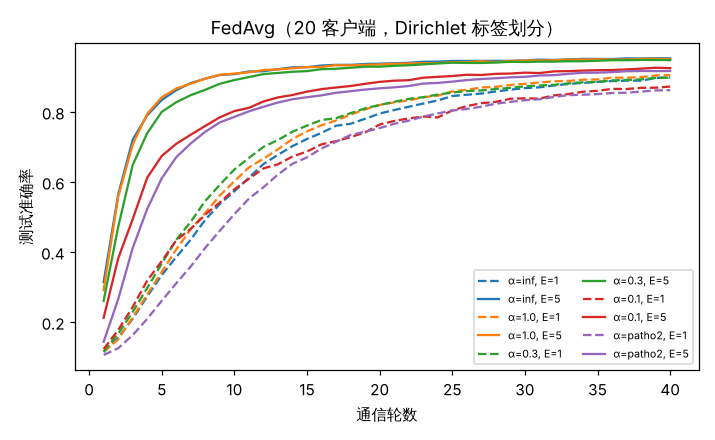 FedAvg（20 客户端，Dirichlet 标签划分）
测试准确率
0.8
0.6
0.4
0.2
0 5 10 15 20 25 30 35 40
通信轮数
α=inf, E=1
α=inf, E=5
α=1.0, E=1
α=1.0, E=5
α=0.3, E=1
α=0.3, E=5
α=0.1, E=1
α=0.1, E=5
α=patho2, E=1
α=patho2, E=5